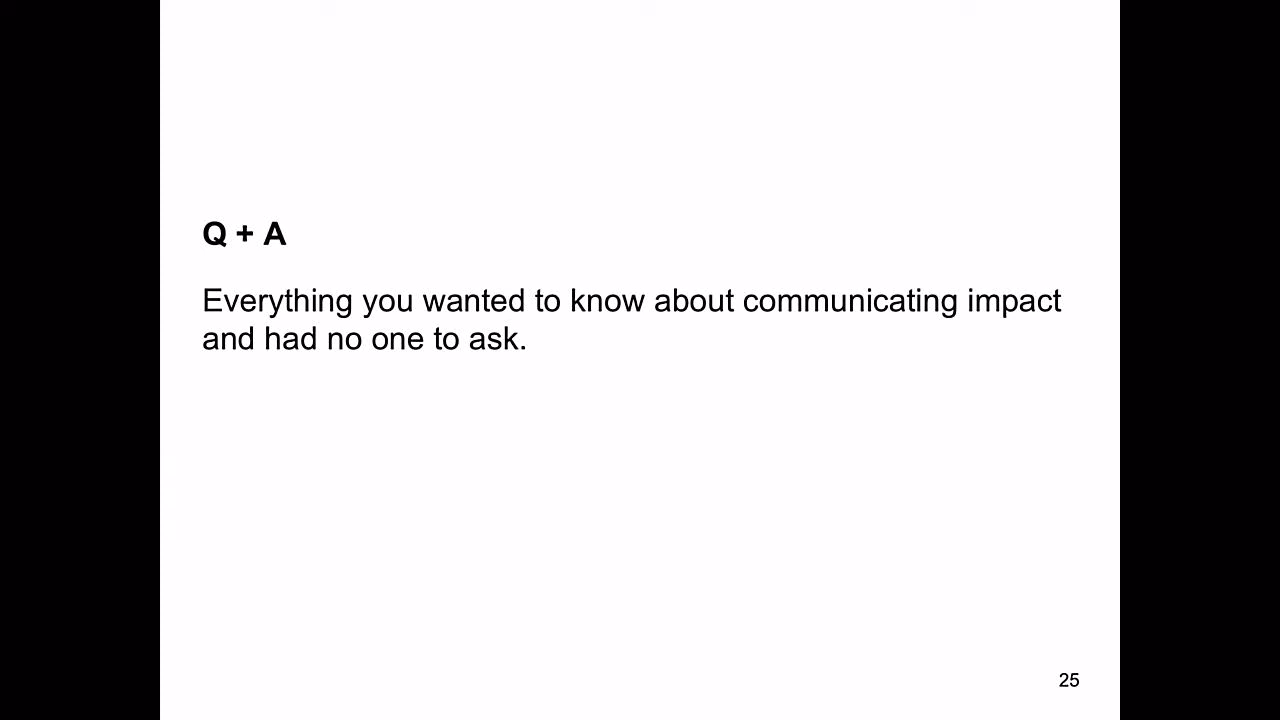 Q + A
Everything you wanted to know about communicating impact
and had no one to ask.
25